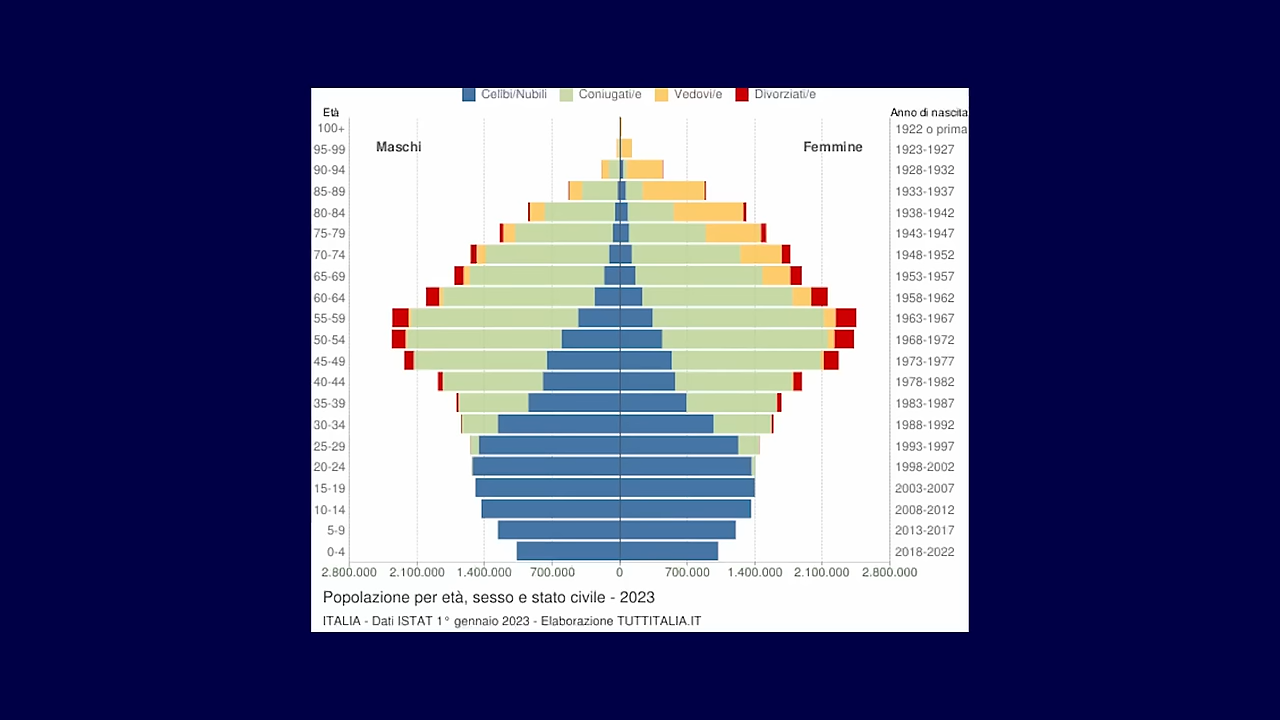 Celibi/Nubili Coniugati/e Vedovi/e Divorziati/e
Età Anno di nascita
100+ 1922 o prima
95-99 Maschi Femmine 1923-1927
90-94 1928-1932
85-89 1933-1937
80-84 1938-1942
75-79 1943-1947
70-74 1948-1952
65-69 1953-1957
60-64 1958-1962
55-59 1963-1967
50-54 1968-1972
45-49 1973-1977
40-44 1978-1982
35-39 1983-1987
30-34 1988-1992
25-29 1993-1997
20-24 1998-2002
15-19 2003-2007
10-14 2008-2012
5-9 2013-2017
0-4 2018-2022
2.800.000 2.100.000 1.400.000 700.000 0 700.000 1.400.000 2.100.000 2.800.000
Popolazione per età, sesso e stato civile - 2023
ITALIA - Dati ISTAT 1° gennaio 2023 - Elaborazione TUTTITALIA.IT